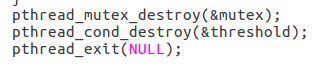 }
pthread_mutex_destroy(&mutex);
pthread_cond_destroy(&threshold);
pthread_exit(NULL);